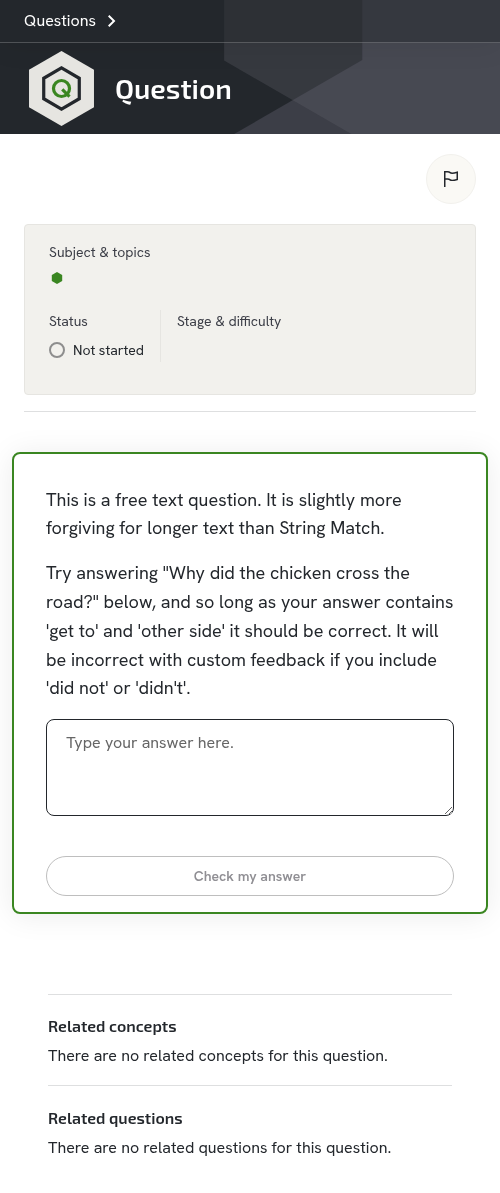 Questions
Question
Subject & topics
Status
Stage & difficulty
Not started
This is a free text question. It is slightly more
forgiving for longer text than String Match.
Try answering "Why did the chicken cross the
road?" below, and so long as your answer contains
'get to' and 'other side' it should be correct. It will
be incorrect with custom feedback if you include
'did not' or 'didn't'.
Type your answer here.
Check my answer
Related concepts
There are no related concepts for this question.
Related questions
There are no related questions for this question.